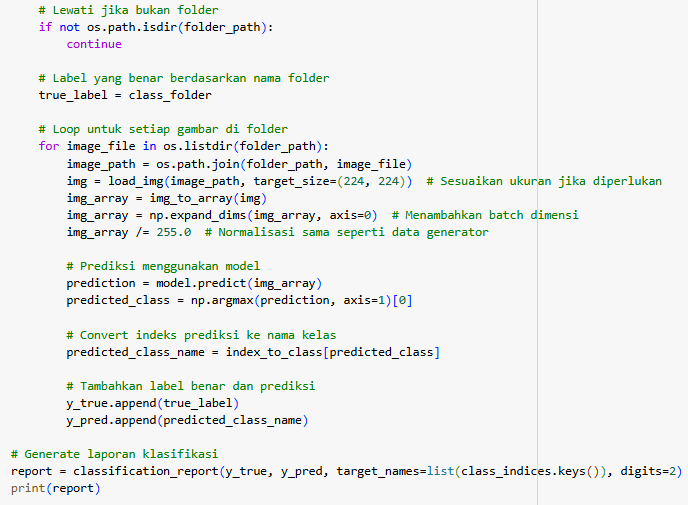 # Lewati jika bukan folder
if not os.path.isdir(folder_path):
continue
# Label yang benar berdasarkan nama folder
true_label = class_folder
# Loop untuk setiap gambar di folder
for image_file in os.listdir(folder_path):
image_path = os.path.join(folder_path, image_file)
img = load_img(image_path, target_size=(224, 224))  # Sesuaikan ukuran jika diperlukan
img_array = img_to_array(img)
img_array = np.expand_dims(img_array, axis=0)  # Menambahkan batch dimensi
img_array /= 255.0  # Normalisasi sama seperti data generator
# Prediksi menggunakan model
prediction = model.predict(img_array)
predicted_class = np.argmax(prediction, axis=1)[0]
# Convert indeks prediksi ke nama kelas
predicted_class_name = index_to_class[predicted_class]
# Tambahkan label benar dan prediksi
y_true.append(true_label)
y_pred.append(predicted_class_name)
# Generate laporan klasifikasi
report = classification_report(y_true, y_pred, target_names=list(class_indices.keys()), digits=2)
print(report)